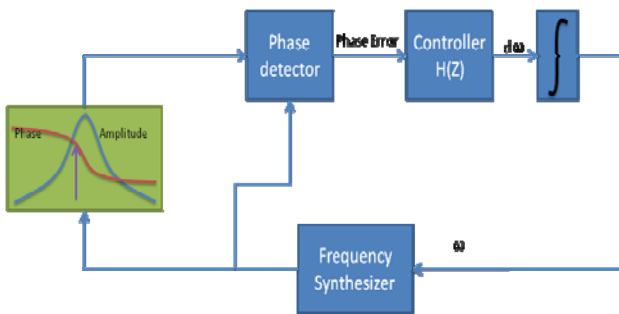 Phase
detector
Phase Error
Controller
H(Z)
dω
∫
Phase
Amplitude
ω
Frequency
Synthesizer